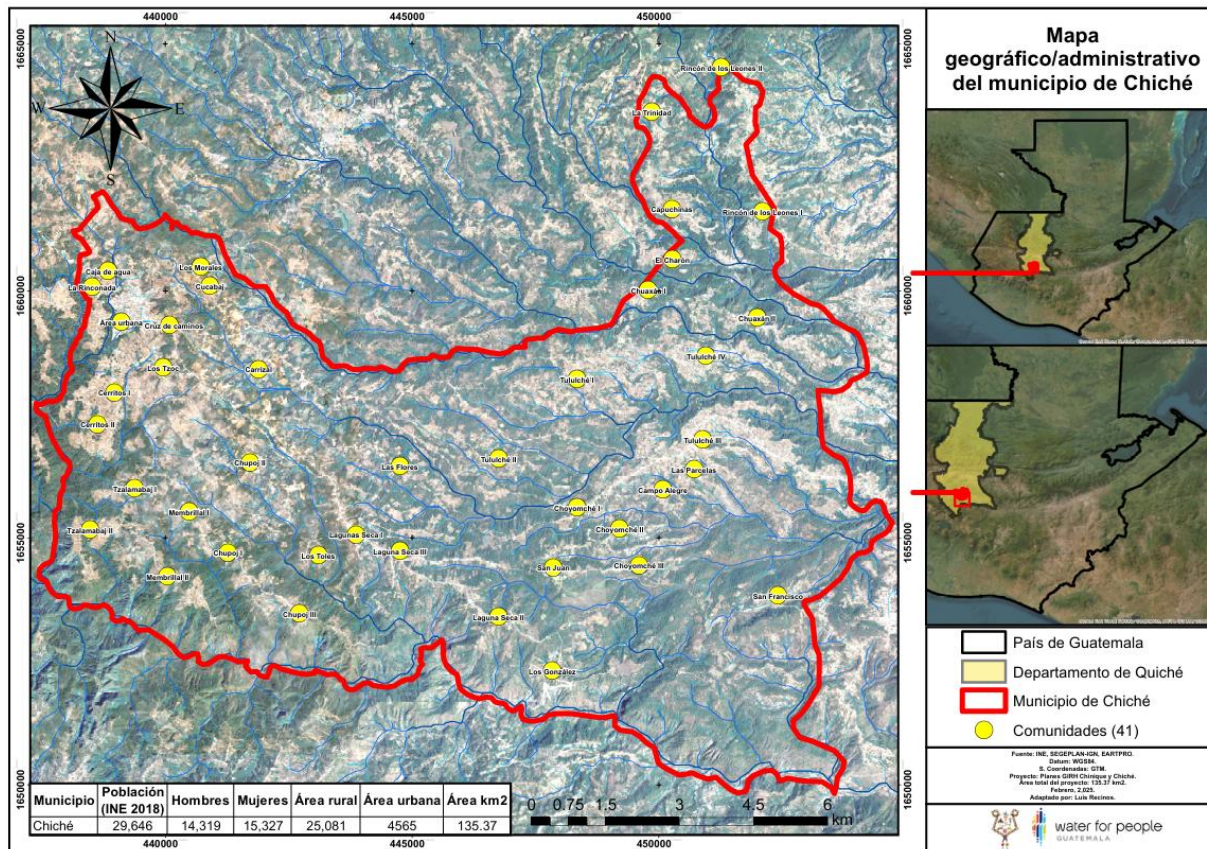 440000
445000
450000
1665000
1665000
N
W
E
S
Rincón de los Leones II
La Trinidad
Capuchinas
Rincón de los Leones I
El Charón
Caja de agua
Los Morales
La Rinconada
Cucabaj
Chuaxán I
1660000
1660000
Área urbana
Cruz de caminos
Chuaxán II
Los Tzoc
Carrizal
Tululché IV
Tululché I
Cerritos I
Cerritos II
Tululché III
Chupoj II
Las Flores
Tululché II
Las Parcelas
Tzalamabaj I
Campo Alegre
Membrillal I
Choyomché I
Tzalamabaj II
Lagunas Seca I
Choyomché II
1655000
1655000
Chupoj I
Los Toles
Laguna Seca III
San Juan
Choyomché III
Membrillal II
San Francisco
Chupoj III
Laguna Seca II
Los González
1650000
1650000
Municipio Población (INE 2018) Hombres Mujeres Área rural Área urbana Área km2
Chiché 29,646 14,319 15,327 25,081 4565 135.37
0 0.75 1.5 3 4.5 6
km
440000
445000
450000
Mapa
geográfico/administrativo
del municipio de Chiché
País de Guatemala
Departamento de Quiché
Municipio de Chiché
Comunidades (41)
Fuente: INE, SEGEPLAN-IGN, EARTPRO.
Datum: WGS84.
S. Coordenadas: GTM.
Proyecto: Planes GIRH Chinique y Chiché.
Área total del proyecto: 135.37 km2.
Febrero, 2,025.
Adaptado por: Luis Recinos.
water for people
GUATEMALA